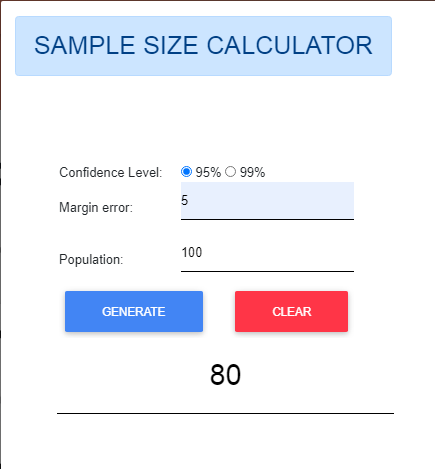 SAMPLE SIZE CALCULATOR
Confidence Level: 95% 99%
Margin error: 5
Population: 100
GENERATE CLEAR
80